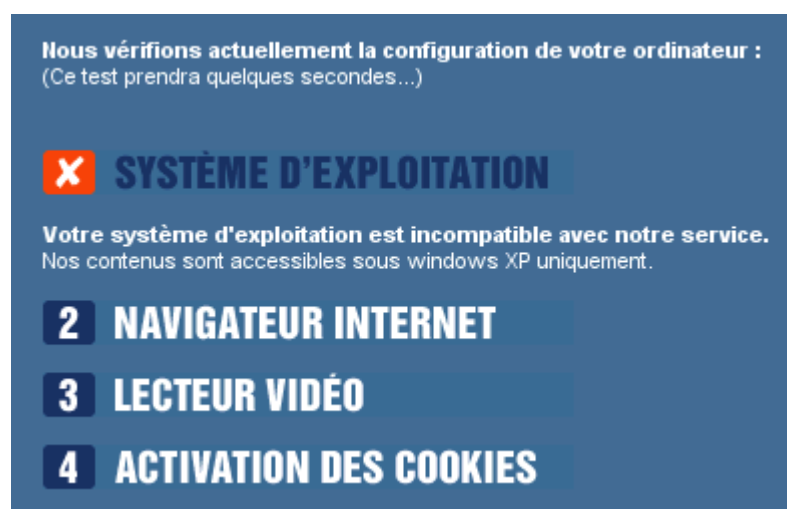 Nous vérifions actuellement la configuration de votre ordinateur :
(Ce test prendra quelques secondes...)
SYSTÈME D'EXPLOITATION
Votre système d'exploitation est incompatible avec notre service.
Nos contenus sont accessibles sous windows XP uniquement.
2 NAVIGATEUR INTERNET
3 LECTEUR VIDÉO
4 ACTIVATION DES COOKIES